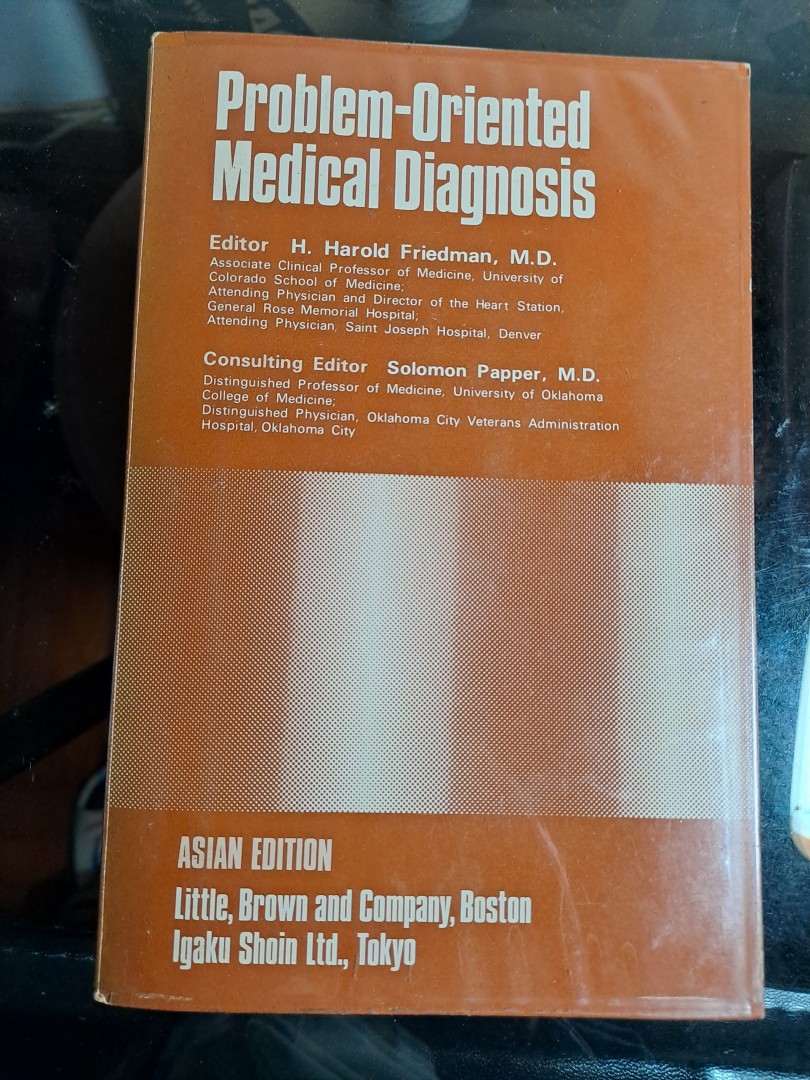 Problem-Oriented
Medical Diagnosis
Editor H. Harold Friedman, M.D.
Associate Clinical Professor of Medicine, University of
Colorado School of Medicine;
Attending Physician and Director of the Heart Station,
General Rose Memorial Hospital;
Attending Physician, Saint Joseph Hospital, Denver
Consulting Editor Solomon Papper, M.D.
Distinguished Professor of Medicine, University of Oklahoma
College of Medicine;
Distinguished Physician, Oklahoma City Veterans Administration
Hospital, Oklahoma City
ASIAN EDITION
Little, Brown and Company, Boston
Igaku Shoin Ltd., Tokyo